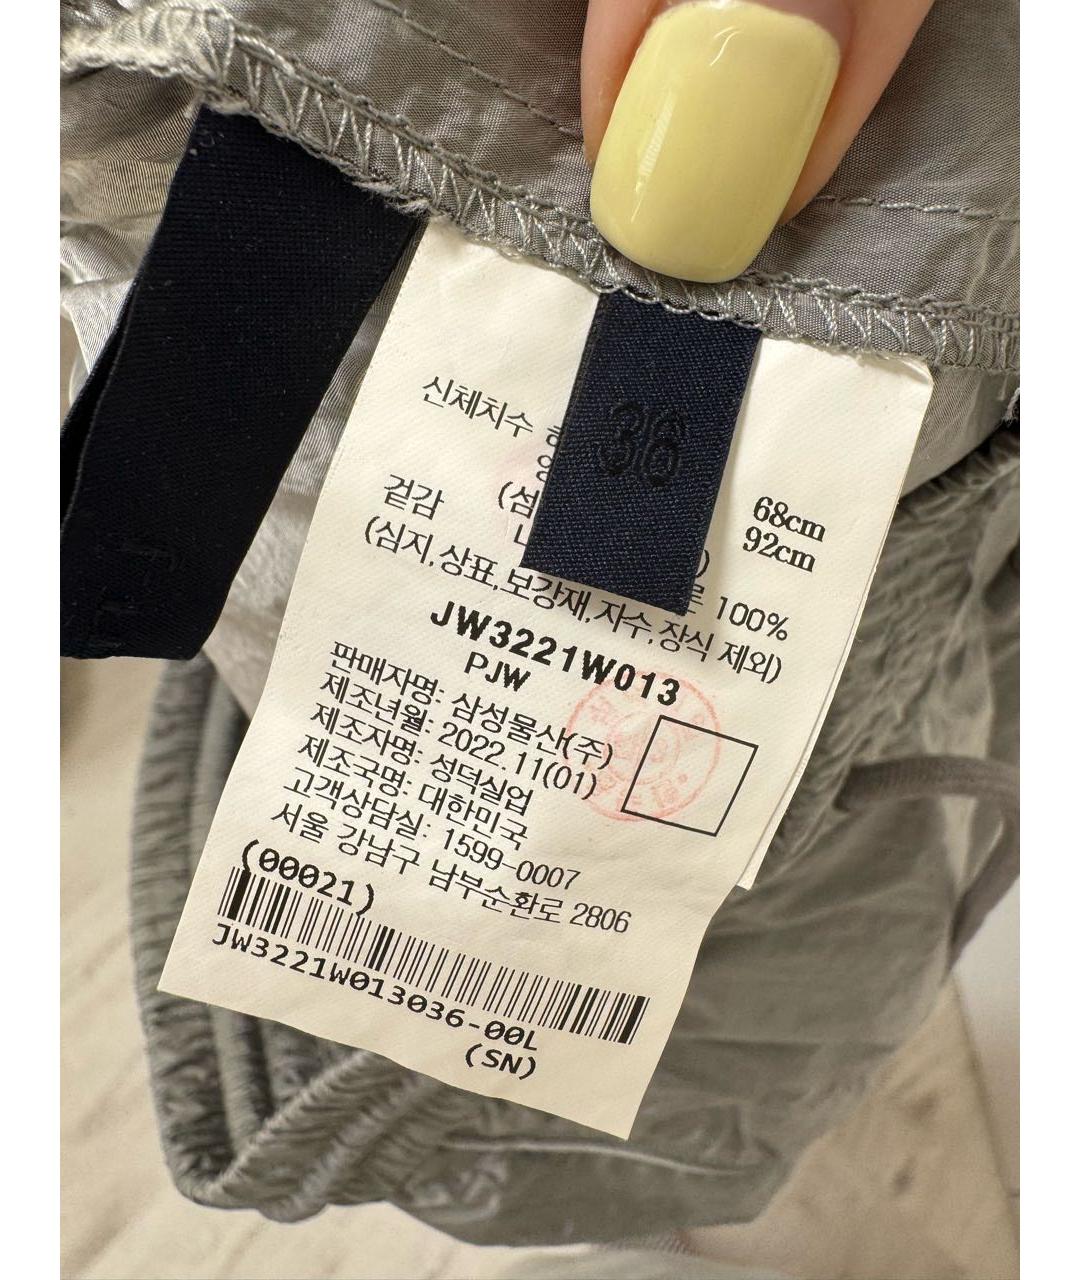 36
신체치수
68cm
92cm
겉감 (섬
100%
(심지,상표,보강재,자수,장식 제외)
JW3221W013
PJW
판매자명: 삼성물산(주)
제조년월: 2022.11(01)
제조자명: 성덕실업
제조국명: 대한민국
고객상담실: 1599-0007
서울 강남구 남부순환로 2806
(00021)
JW3221W013036-00L
(SN)